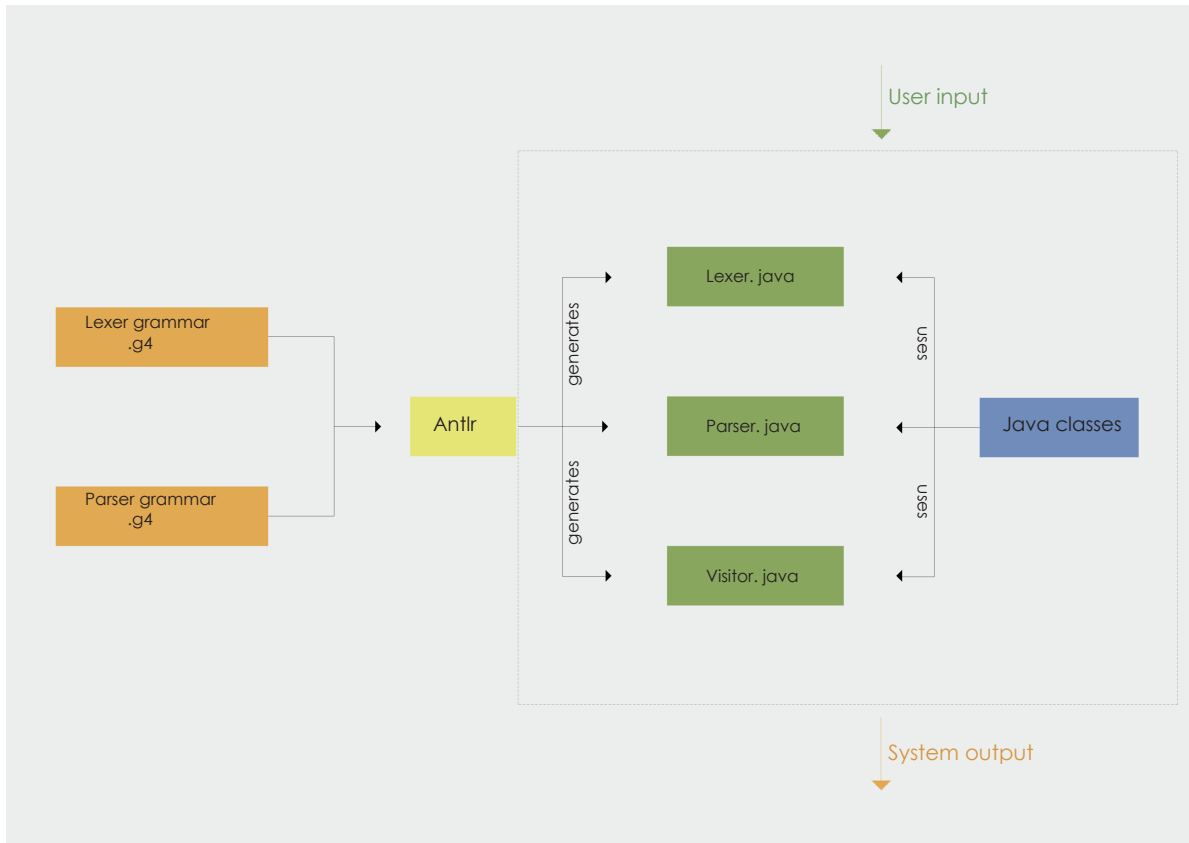 User input
Lexer. java
generates
uses
Lexer grammar
.g4
Antlr
Parser. java
Java classes
Parser grammar
.g4
generates
uses
Visitor. java
System output